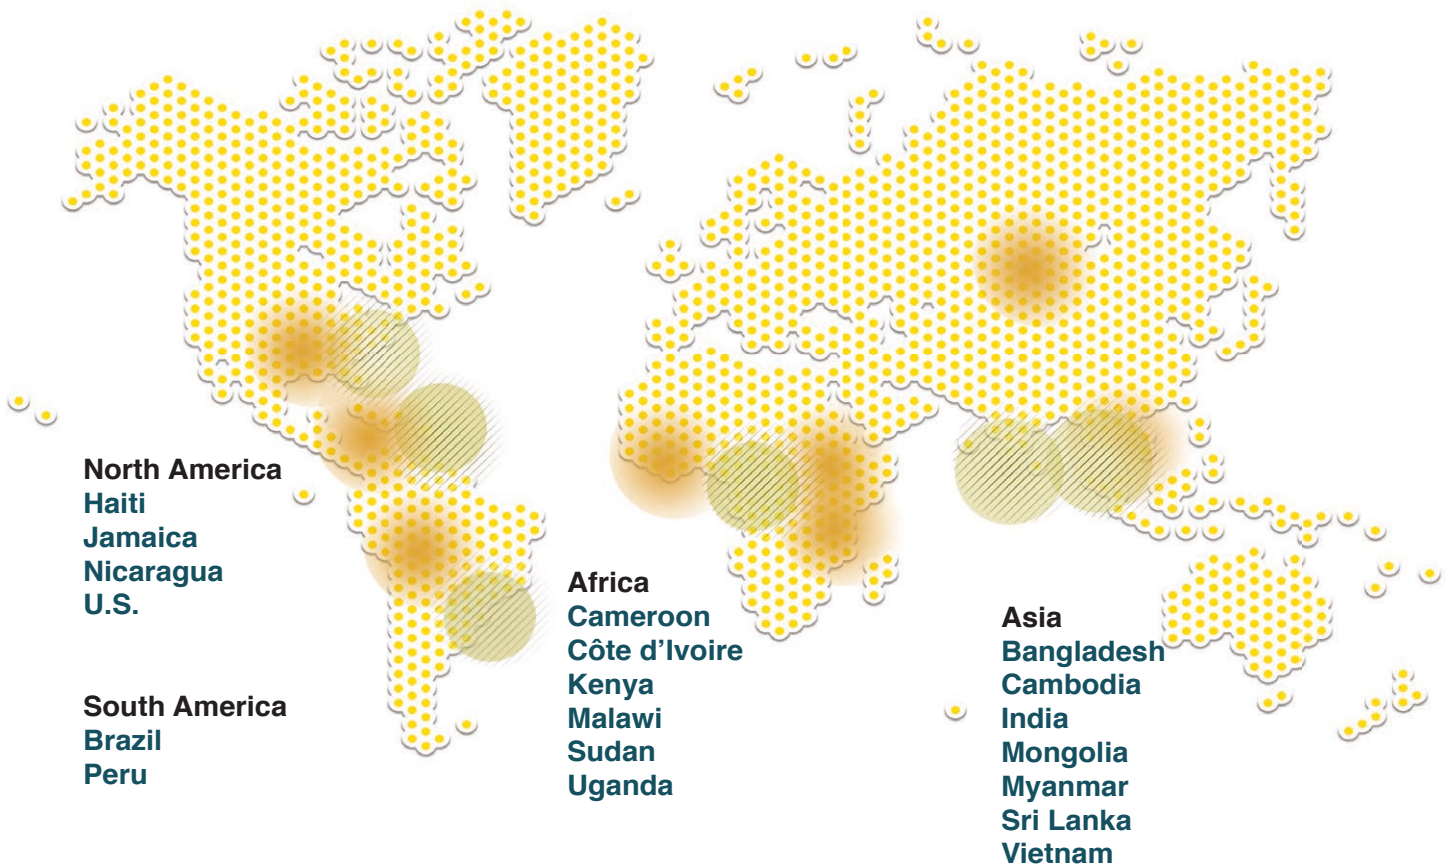 North America
Haiti
Jamaica
Nicaragua
U.S.
South America
Brazil
Peru
Africa
Cameroon
Côte d’Ivoire
Kenya
Malawi
Sudan
Uganda
Asia
Bangladesh
Cambodia
India
Mongolia
Myanmar
Sri Lanka
Vietnam